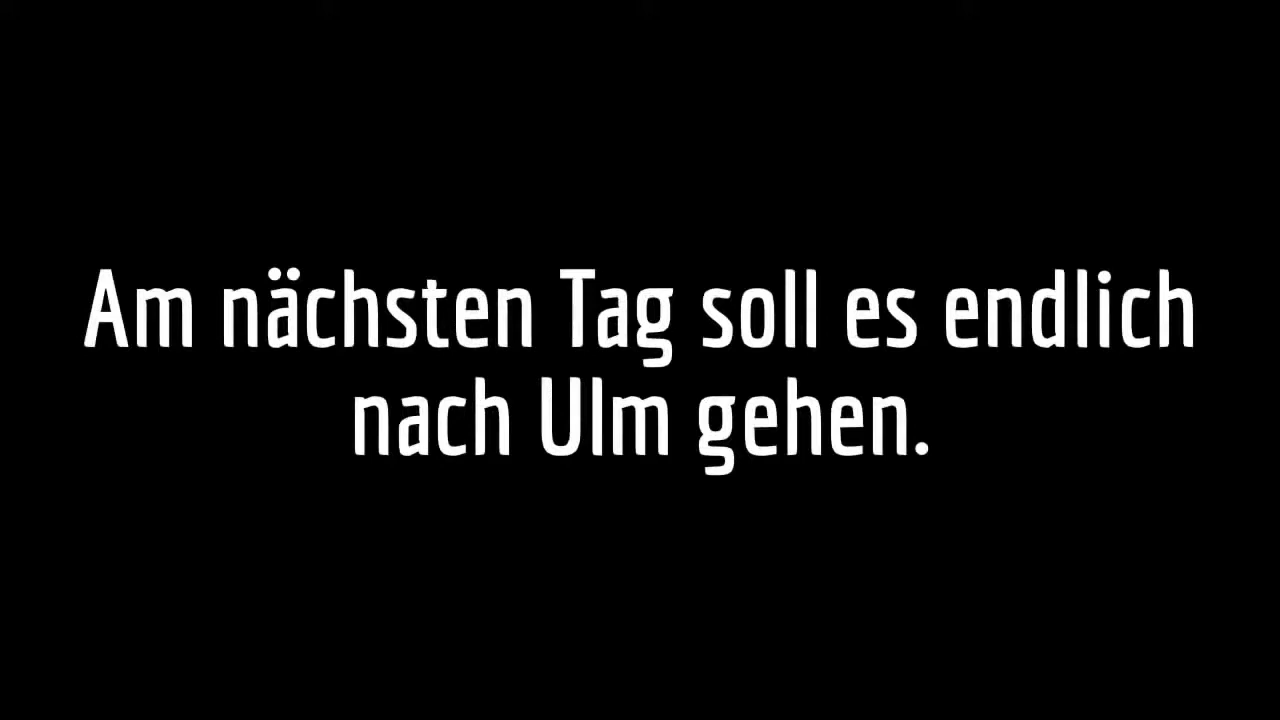 Am nächsten Tag soll es endlich
nach Ulm gehen.